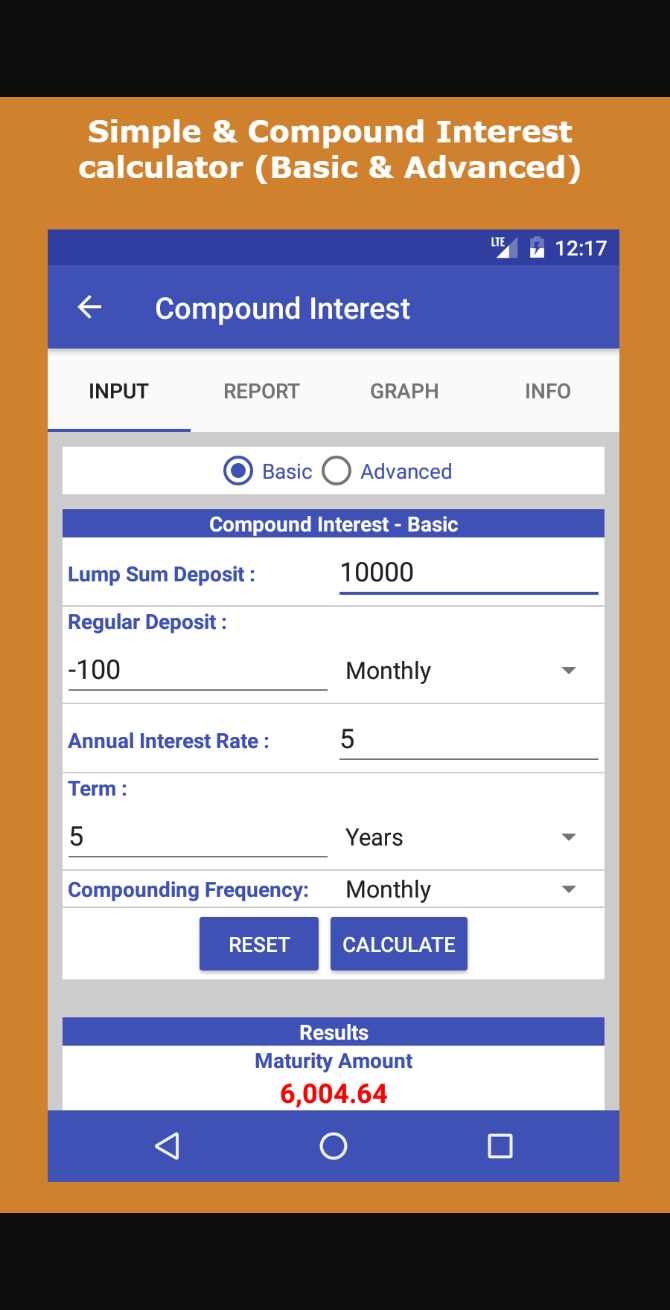 Simple & Compound Interest
calculator (Basic & Advanced)
LTE 12:17
Compound Interest
INPUT REPORT GRAPH INFO
Basic Advanced
Compound Interest - Basic
Lump Sum Deposit : 10000
Regular Deposit :
-100 Monthly
Annual Interest Rate : 5
Term :
5 Years
Compounding Frequency: Monthly
RESET CALCULATE
Results
Maturity Amount
6,004.64